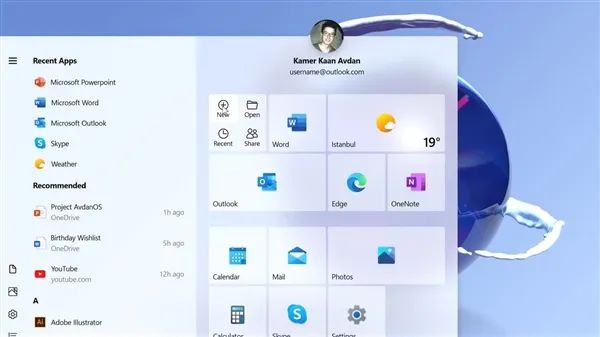 Kamer Kaan Avdan
username@outlook.com
Recent Apps
Microsoft Powerpoint
Microsoft Word
Microsoft Outlook
Skype
Weather
Recommended
Project AvdanOS
OneDrive
1h ago
Birthday Wishlist
OneDrive
5h ago
YouTube
youtube.com
12h ago
A
Adobe Illustrator
New
Open
Recent
Share
Word
Istanbul
19°
Outlook
Edge
OneNote
Calendar
Mail
Photos
Calculator
Skype
Settings